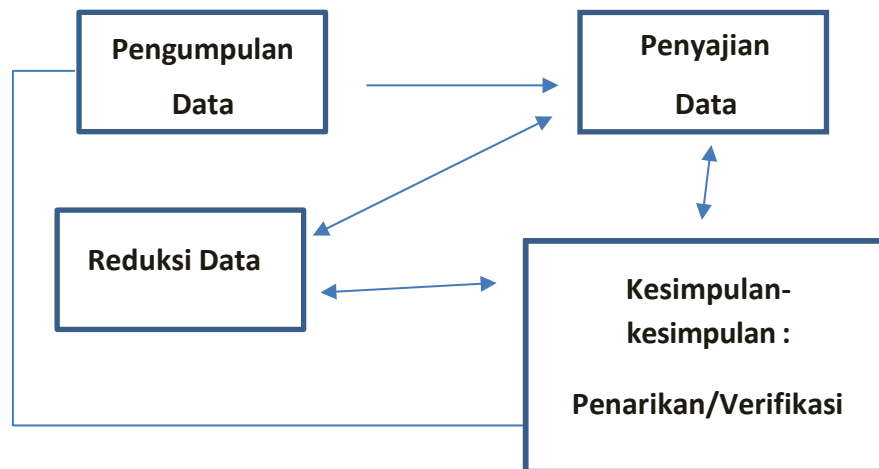 Pengumpulan
Data
Penyajian
Data
Reduksi Data
Kesimpulan-
kesimpulan :
Penarikan/Verifikasi